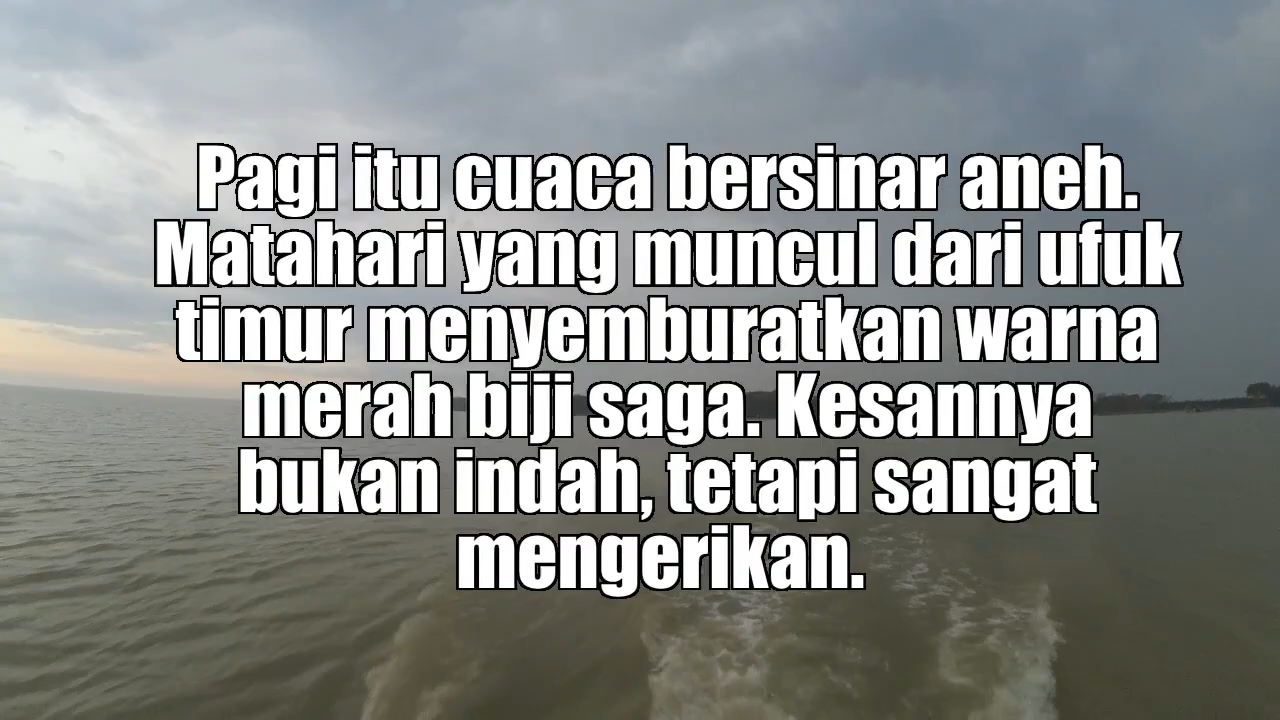 Pagi itu cuaca bersinar aneh.
Matahari yang muncul dari ufuk
timur menyemburatkan warna
merah biji saga. Kesannya
bukan indah, tetapi sangat
mengerikan.